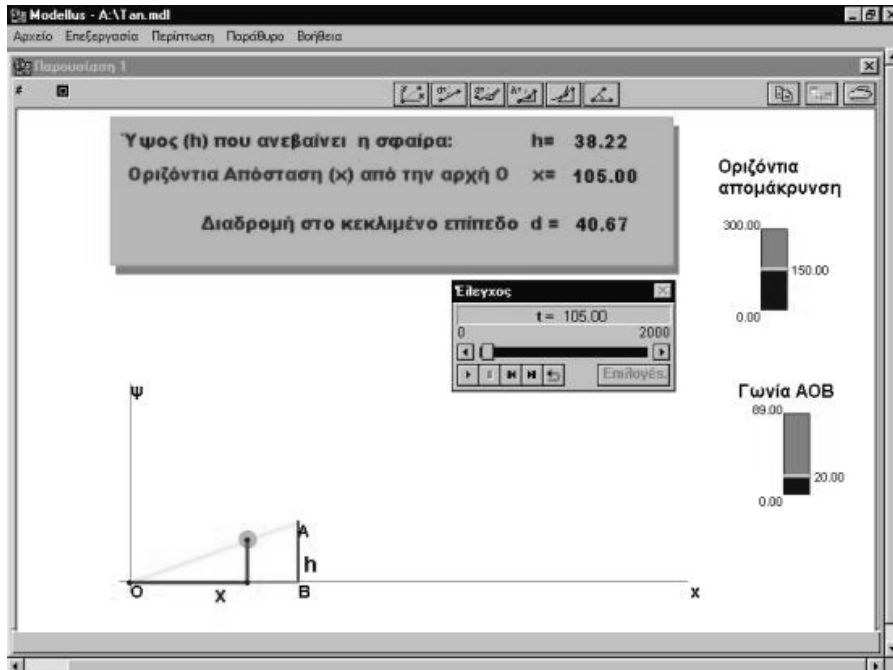 Modellus - A:\Tan.mdl
Αρχείο Επεξεργασία Περίπτωση Παράθυρο Βοήθεια
Παρουσίαση 1
#
Ύψος (h) που ανεβαίνει η σφαίρα: h= 38.22
Οριζόντια Απόσταση (x) από την αρχή Ο x= 105.00
Διαδρομή στο κεκλιμένο επίπεδο d = 40.67
Οριζόντια
απομάκρυνση
300.00
150.00
0.00
Έλεγχος
t = 105.00
0 2000
Επιλογές.
Γωνία ΑΟΒ
89.00
20.00
0.00
Ψ
A
h
O
X
B
x